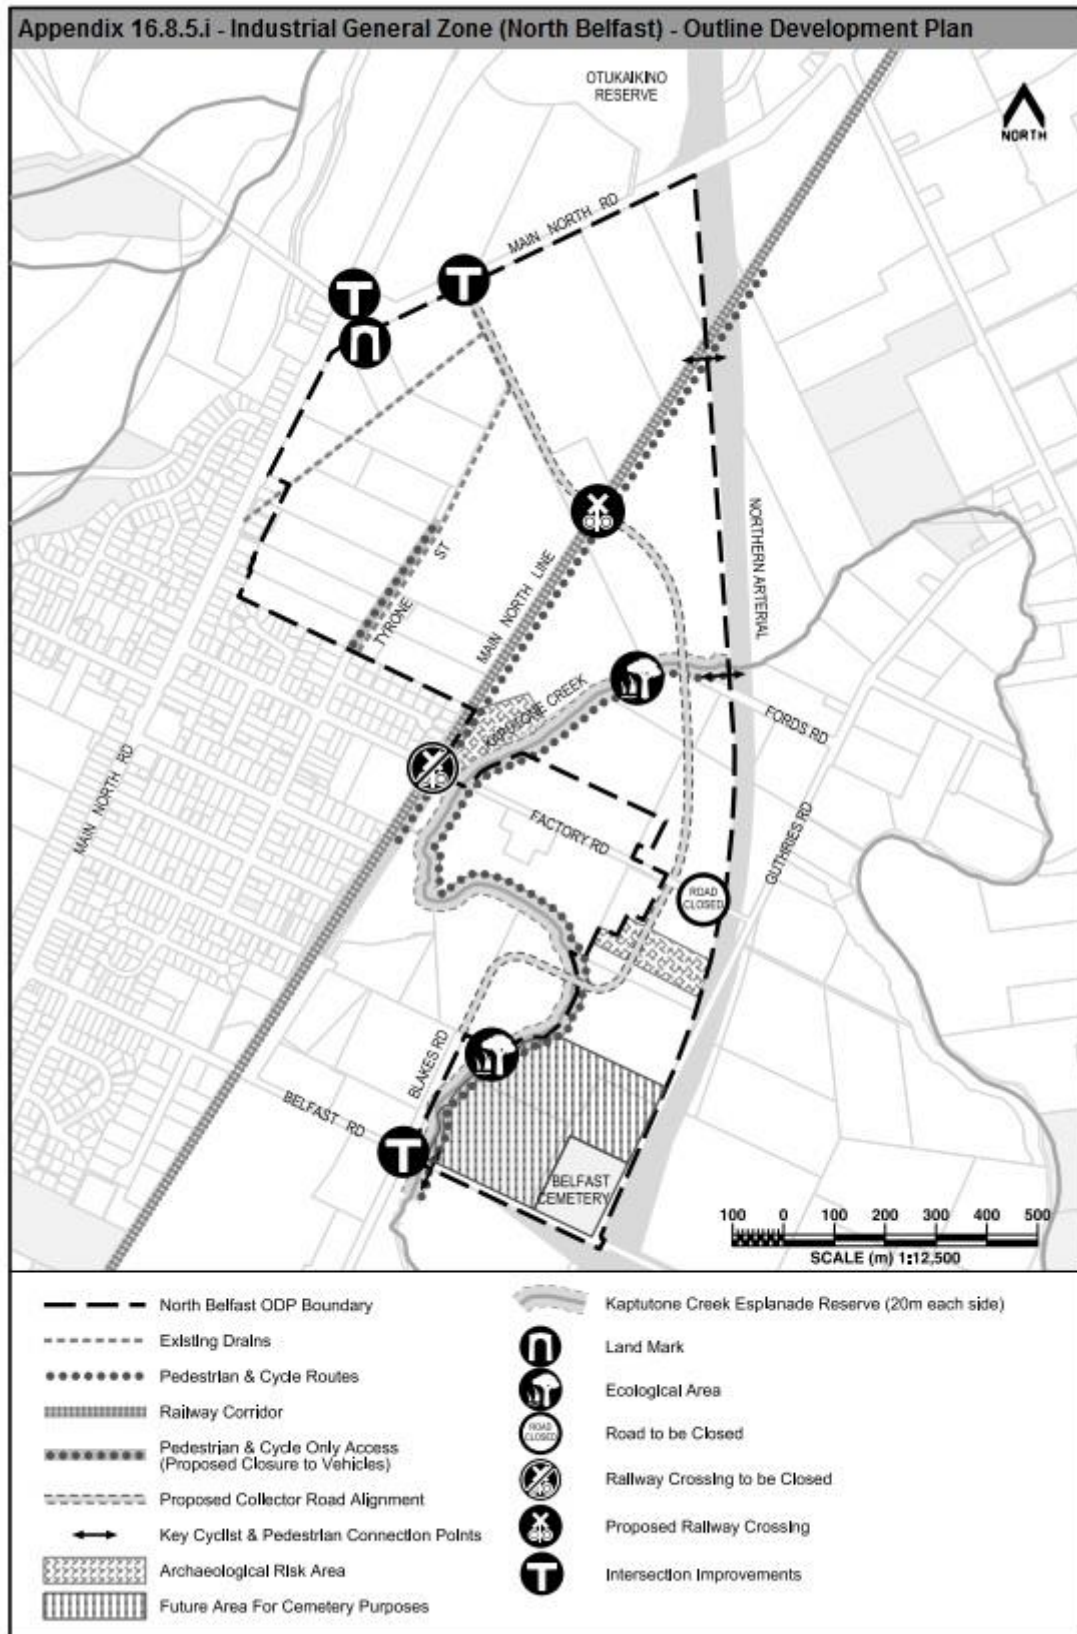 Appendix 16.8.5.i - Industrial General Zone (North Belfast) - Outline Development Plan
OTUKAIKINO
RESERVE
NORTH
MAIN NORTH RD
TYRONE ST
MAIN NORTH LINE
NORTHERN ARTERIAL
KAPUTONE CREEK
FORDS RD
MAIN NORTH RD
FACTORY RD
GUTHRIES RD
ROAD
CLOSED
BLAKES RD
BELFAST RD
BELFAST
CEMETERY
100 0 100 200 300 400 500
SCALE (m) 1:12,500
North Belfast ODP Boundary
Existing Drains
Pedestrian & Cycle Routes
Railway Corridor
Pedestrian & Cycle Only Access
(Proposed Closure to Vehicles)
Proposed Collector Road Alignment
Key Cyclist & Pedestrian Connection Points
Archaeological Risk Area
Future Area For Cemetery Purposes
Kaptutone Creek Esplanade Reserve (20m each side)
Land Mark
Ecological Area
ROAD
CLOSED
Road to be Closed
Railway Crossing to be Closed
Proposed Railway Crossing
Intersection Improvements